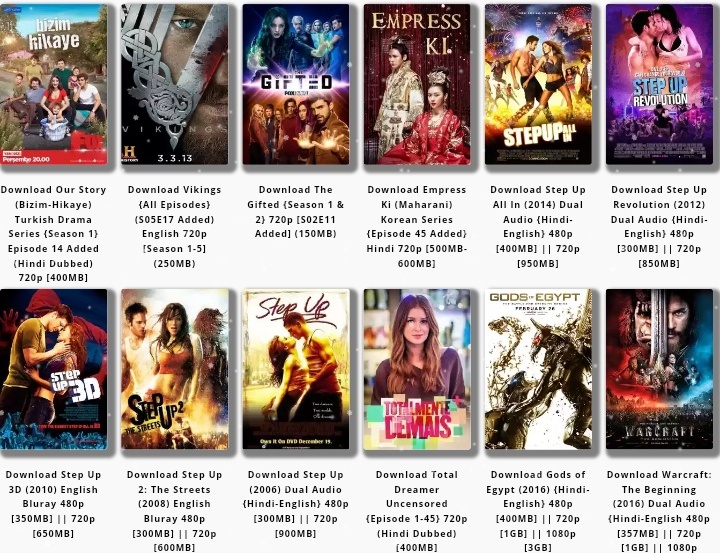 bizim
hikaye
Perşembe 20.00
VIKINGS
HISTORY
3.3.13
GIFTED
FOX
EMPRESS
KI
STEP UP ALL
IN
STEP UP
REVOLUTION
Download Our Story
(Bizim-Hikaye)
Turkish Drama
Series {Season 1}
Episode 14 Added
(Hindi Dubbed)
720p [400MB]
Download Vikings
{All Episodes}
(S05E17 Added)
English 720p
[Season 1-5]
(250MB)
Download The
Gifted {Season 1 &
2} 720p [S02E11
Added] (150MB)
Download Empress
Ki (Maharani)
Korean Series
{Episode 45 Added}
Hindi 720p [500MB-
600MB]
Download Step Up
All In (2014) Dual
Audio {Hindi-
English} 480p
[400MB] || 720p
[950MB]
Download Step Up
Revolution (2012)
Dual Audio {Hindi-
English} 480p
[300MB] || 720p
[850MB]
STEP
UP 3D
STEP
UP 2
THE STREETS
Step Up
Own It On DVD December 19.
TOTALMENTE
DEMAIS
GODS OF EGYPT
FEBRUARY 26
WARCRAFT
Download Step Up
3D (2010) English
Bluray 480p
[350MB] || 720p
[650MB]
Download Step Up
2: The Streets
(2008) English
Bluray 480p
[300MB] || 720p
[600MB]
Download Step Up
(2006) Dual Audio
{Hindi-English} 480p
[300MB] || 720p
[900MB]
Download Total
Dreamer
Uncensored
{Episode 1-45} 720p
(Hindi Dubbed)
[400MB]
Download Gods of
Egypt (2016) {Hindi-
English} 480p
[400MB] || 720p
[1GB] || 1080p
[3GB]
Download Warcraft:
The Beginning
(2016) Dual Audio
{Hindi-English 480p
[357MB] || 720p
[1GB] || 1080p